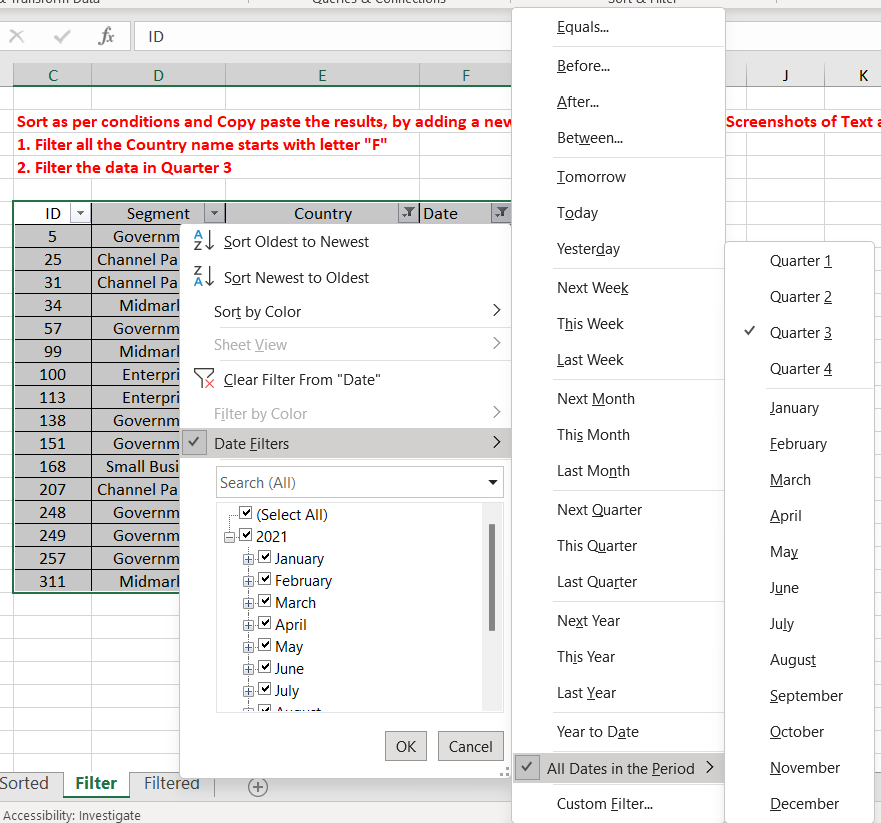 & Transform Data Queries & Connections Sort & Filter
fx ID
C D E F J K
Sort as per conditions and Copy paste the results, by adding a new Screenshots of Text a
1. Filter all the Country name starts with letter "F"
2. Filter the data in Quarter 3
ID Segment Country Date
5 Governm
25 Channel Pa
31 Channel Pa
34 Midmark
57 Governm
99 Midmark
100 Enterpri
113 Enterpri
138 Governm
151 Governm
168 Small Busi
207 Channel Pa
248 Governm
249 Governm
257 Governm
311 Midmark
Sort Oldest to Newest
Sort Newest to Oldest
Sort by Color
Sheet View
Clear Filter From "Date"
Filter by Color
Date Filters
Search (All)
(Select All)
2021
January
February
March
April
May
June
July
August
OK Cancel
Equals...
Before...
After...
Between...
Tomorrow
Today
Yesterday
Next Week
This Week
Last Week
Next Month
This Month
Last Month
Next Quarter
This Quarter
Last Quarter
Next Year
This Year
Last Year
Year to Date
All Dates in the Period
Custom Filter...
Quarter 1
Quarter 2
Quarter 3
Quarter 4
January
February
March
April
May
June
July
August
September
October
November
December
Sorted Filter Filtered
Accessibility: Investigate